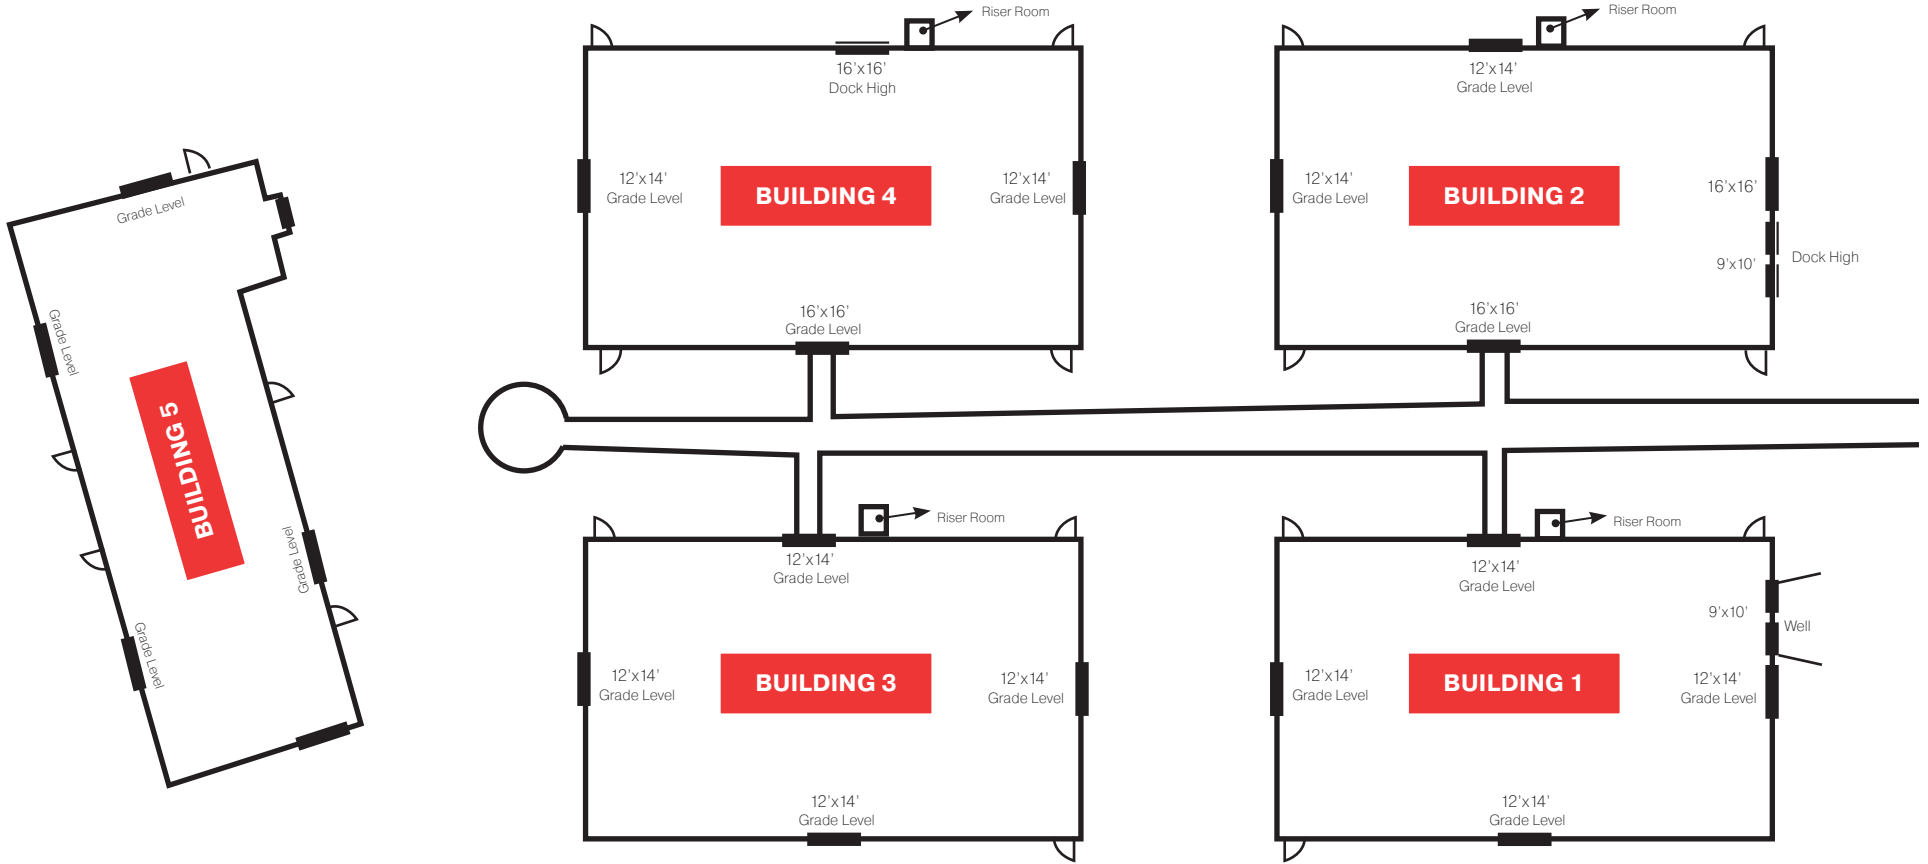 Grade Level
Grade Level
BUILDING 5
Grade Level
Grade Level
Riser Room
16'x16'
Dock High
12'x14'
Grade Level
BUILDING 4
12'x14'
Grade Level
16'x16'
Grade Level
Riser Room
12'x14'
Grade Level
12'x14'
Grade Level
BUILDING 2
16'x16'
9'x10'
Dock High
16'x16'
Grade Level
Riser Room
12'x14'
Grade Level
12'x14'
Grade Level
BUILDING 3
12'x14'
Grade Level
12'x14'
Grade Level
Riser Room
12'x14'
Grade Level
9'x10'
Well
12'x14'
Grade Level
BUILDING 1
12'x14'
Grade Level
12'x14'
Grade Level